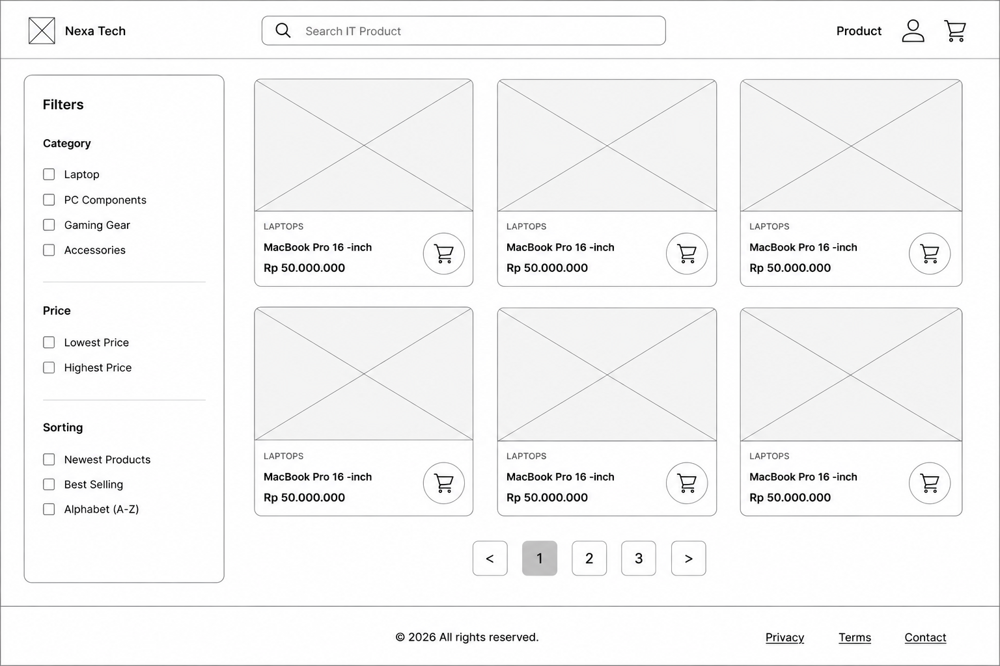 Nexa Tech
Search IT Product
Product
Filters
Category
Laptop
PC Components
Gaming Gear
Accessories
Price
Lowest Price
Highest Price
Sorting
Newest Products
Best Selling
Alphabet (A-Z)
LAPTOPS
MacBook Pro 16 -inch
Rp 50.000.000
LAPTOPS
MacBook Pro 16 -inch
Rp 50.000.000
LAPTOPS
MacBook Pro 16 -inch
Rp 50.000.000
LAPTOPS
MacBook Pro 16 -inch
Rp 50.000.000
LAPTOPS
MacBook Pro 16 -inch
Rp 50.000.000
LAPTOPS
MacBook Pro 16 -inch
Rp 50.000.000
< 1 2 3 >
© 2026 All rights reserved.
Privacy
Terms
Contact